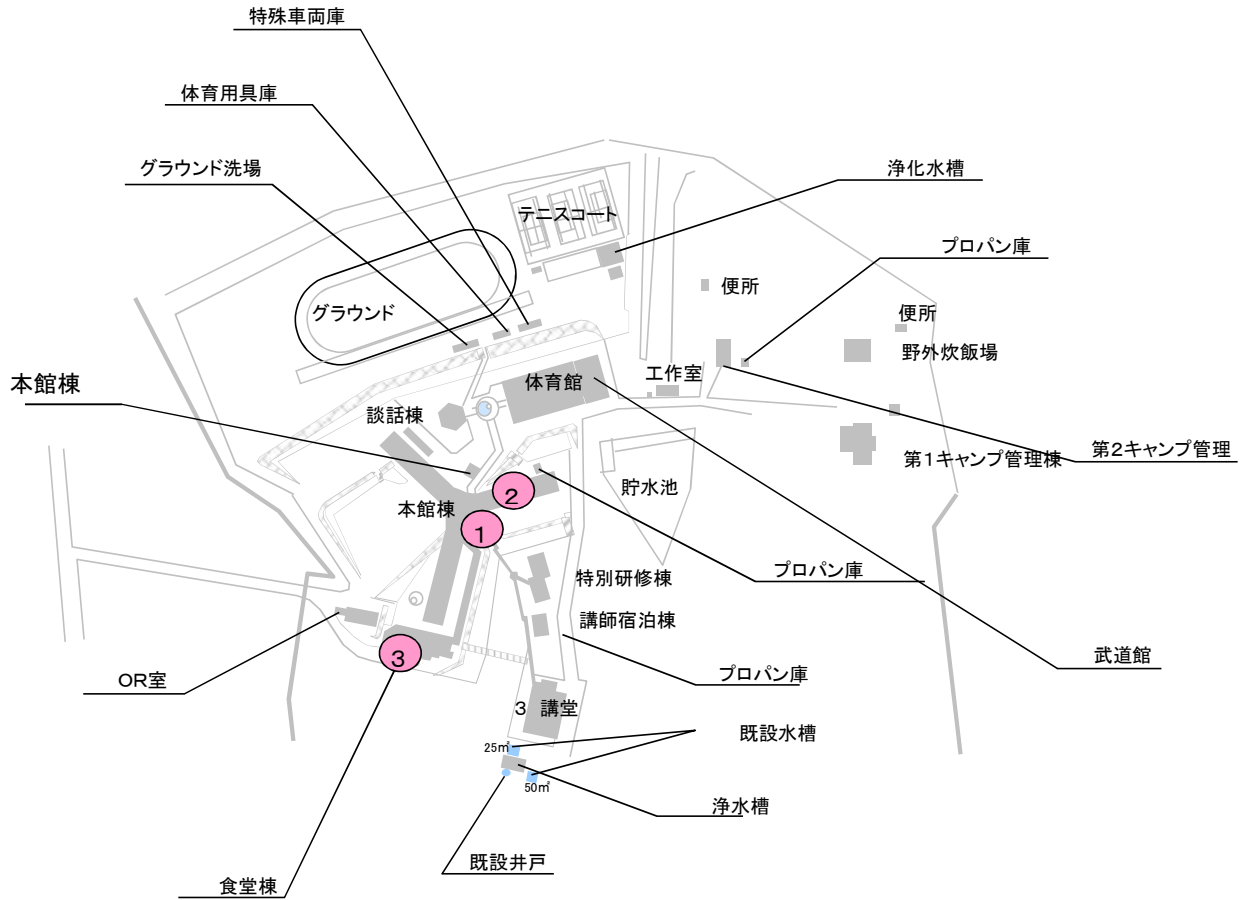 特殊車両庫
体育用具庫
グラウンド洗場
浄化水槽
テニスコート
プロパン庫
便所
グラウンド
便所
野外炊飯場
本館棟
体育館
工作室
談話棟
第2キャンプ管理
第1キャンプ管理棟
貯水池
②
本館棟
①
プロパン庫
特別研修棟
講師宿泊棟
③
武道館
プロパン庫
OR室
3 講堂
既設水槽
25㎥
50㎥
浄水槽
既設井戸
食堂棟